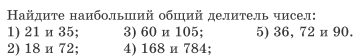 Найдите наибольший общий делитель чисел:
1) 21 и 35; 3) 60 и 105; 5) 36, 72 и 90.
2) 18 и 72; 4) 168 и 784;